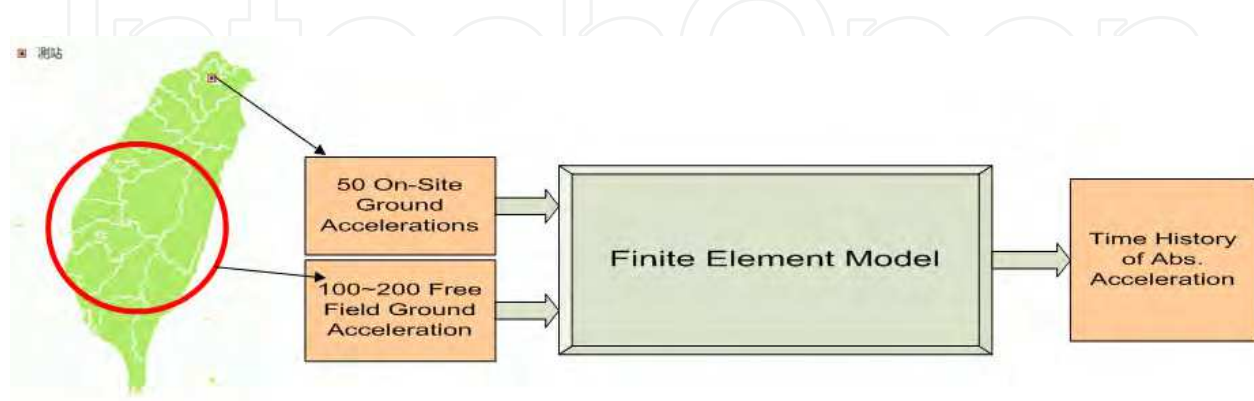 测站
50 On-Site
Ground
Accelerations
100~200 Free
Field Ground
Acceleration
Finite Element Model
Time History
of Abs.
Acceleration